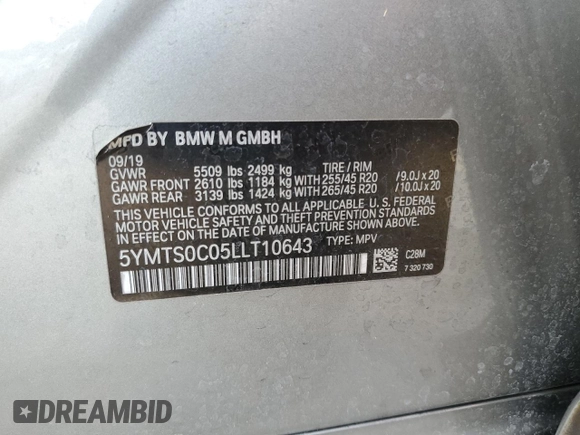 MFD BY BMW M GMBH
09/19
GVWR 5509 lbs 2499 kg TIRE / RIM
GAWR FRONT 2610 lbs 1184 kg WITH 255/45 R20 / 9.0J x 20
GAWR REAR 3139 lbs 1424 kg WITH 265/45 R20 / 10.0J x 20
THIS VEHICLE CONFORMS TO ALL APPLICABLE U. S. FEDERAL
MOTOR VEHICLE SAFETY STANDARDS IN EFFECT
ON THE DATE OF MANUFACTURE SHOWN ABOVE.
5YMTS0C05LLT10643 TYPE: MPV
C28M
7 320 730
DREAMBID